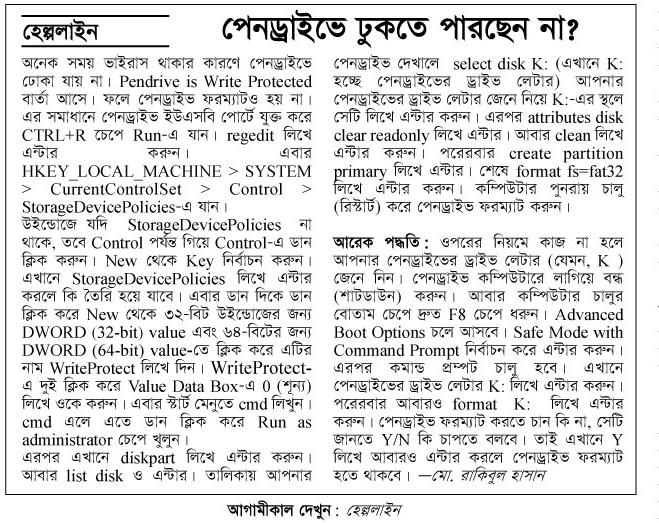 হেল্পলাইন
পেনড্রাইভে ঢুকতে পারছেন না?
অনেক সময় ভাইরাস থাকার কারণে পেনড্রাইভে
ঢোকা যায় না। Pendrive is Write Protected
বার্তা আসে। ফলে পেনড্রাইভ ফরম্যাটও হয় না।
এর সমাধানে পেনড্রাইভ ইউএসবি পোর্টে যুক্ত করে
CTRL+R চেপে Run-এ যান। regedit লিখে
এন্টার করুন। এবার
HKEY_LOCAL_MACHINE > SYSTEM
> CurrentControlSet > Control >
StorageDevicePolicies-এ যান।
উইন্ডোজে যদি StorageDevicePolicies না
থাকে, তবে Control পর্যন্ত গিয়ে Control-এ ডান
ক্লিক করুন। New থেকে Key নির্বাচন করুন।
এখানে StorageDevicePolicies লিখে এন্টার
করলে কি তৈরি হয়ে যাবে। এবার ডান দিকে ডান
ক্লিক করে New থেকে ৩২-বিট উইন্ডোজের জন্য
DWORD (32-bit) value এবং ৬৪-বিটের জন্য
DWORD (64-bit) value-তে ক্লিক করে এটির
নাম WriteProtect লিখে দিন। WriteProtect-
এ দুই ক্লিক করে Value Data Box-এ 0 (শূন্য)
লিখে ওকে করুন। এবার স্টার্ট মেনুতে cmd লিখুন।
cmd এলে এতে ডান ক্লিক করে Run as
administrator চেপে খুলুন।
এরপর এখানে diskpart লিখে এন্টার করুন।
আবার list disk ও এন্টার। তালিকায় আপনার
পেনড্রাইভ দেখালে select disk K: (এখানে K:
হচ্ছে পেনড্রাইভের ড্রাইভ লেটার) আপনার
পেনড্রাইভের ড্রাইভ লেটার জেনে নিয়ে K:-এর স্থলে
সেটি লিখে এন্টার করুন। এরপর attributes disk
clear readonly লিখে এন্টার। আবার clean লিখে
এন্টার করুন। পরেরবার create partition
primary লিখে এন্টার। শেষে format fs=fat32
লিখে এন্টার করুন। কম্পিউটার পুনরায় চালু
(রিস্টার্ট) করে পেনড্রাইভ ফরম্যাট করুন।
আরেক পদ্ধতি : ওপরের নিয়মে কাজ না হলে
আপনার পেনড্রাইভের ড্রাইভ লেটার (যেমন, K )
জেনে নিন। পেনড্রাইভ কম্পিউটারে লাগিয়ে বন্ধ
(শাটডাউন) করুন। আবার কম্পিউটার চালুর
বোতাম চেপে দ্রুত F8 চেপে ধরুন। Advanced
Boot Options চলে আসবে। Safe Mode with
Command Prompt নির্বাচন করে এন্টার করুন।
এরপর কমান্ড প্রম্পট চালু হবে। এখানে
পেনড্রাইভের ড্রাইভ লেটার K: লিখে এন্টার করুন।
পরেরবার আবারও format K: লিখে এন্টার
করুন। পেনড্রাইভ ফরম্যাট করতে চান কি না, সেটি
জানতে Y/N কি চাপতে বলবে। তাই এখানে Y
লিখে আবারও এন্টার করলে পেনড্রাইভ ফরম্যাট
হতে থাকবে। —মো. রাকিবুল হাসান
আগামীকাল দেখুন : হেল্পলাইন